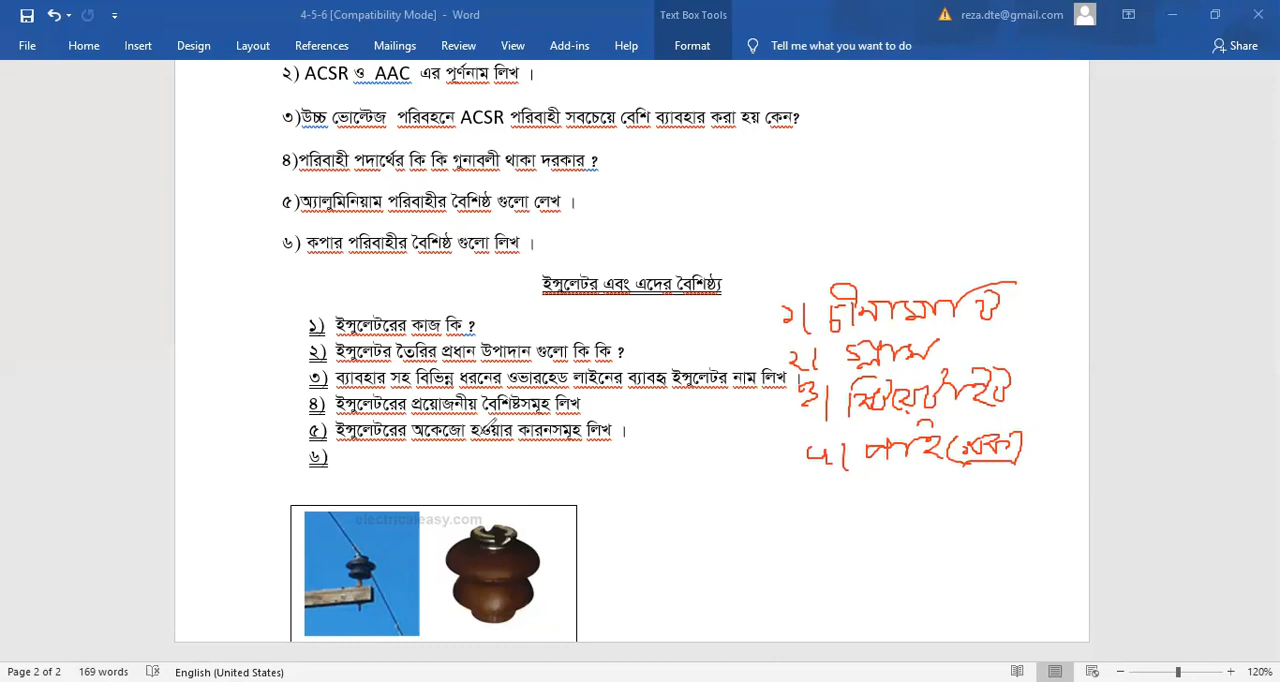 4-5-6 [Compatibility Mode] - Word
Text Box Tools
reza.dte@gmail.com
File Home Insert Design Layout References Mailings Review View Add-ins Help Format Tell me what you want to do Share
২) ACSR ও AAC এর পূর্ণনাম লিখ ।
৩)উচ্চ ভোল্টেজ পরিবহনে ACSR পরিবাহী সবচেয়ে বেশি ব্যাবহার করা হয় কেন?
৪)পরিবাহী পদার্থের কি কি গুনাবলী থাকা দরকার ?
৫)অ্যালুমিনিয়াম পরিবাহীর বৈশিষ্ঠ গুলো লেখ ।
৬) কপার পরিবাহীর বৈশিষ্ঠ গুলো লিখ ।
ইন্সুলেটর এবং এদের বৈশিষ্ঠ্য
১) ইন্সুলেটরের কাজ কি ?
২) ইন্সুলেটর তৈরির প্রধান উপাদান গুলো কি কি ?
৩) ব্যাবহার সহ বিভিন্ন ধরনের ওভারহেড লাইনের ব্যাবহৃ ইন্সুলেটর নাম লিখ ।
৪) ইন্সুলেটরের প্রয়োজনীয় বৈশিষ্টসমূহ লিখ
৫) ইন্সুলেটরের অকেজো হওয়ার কারনসমূহ লিখ ।
৬)
১। চীনামাটি
২।
৩। স্টিয়েটাইট
৪।
electricaleasy.com
Page 2 of 2 169 words English (United States) 120%